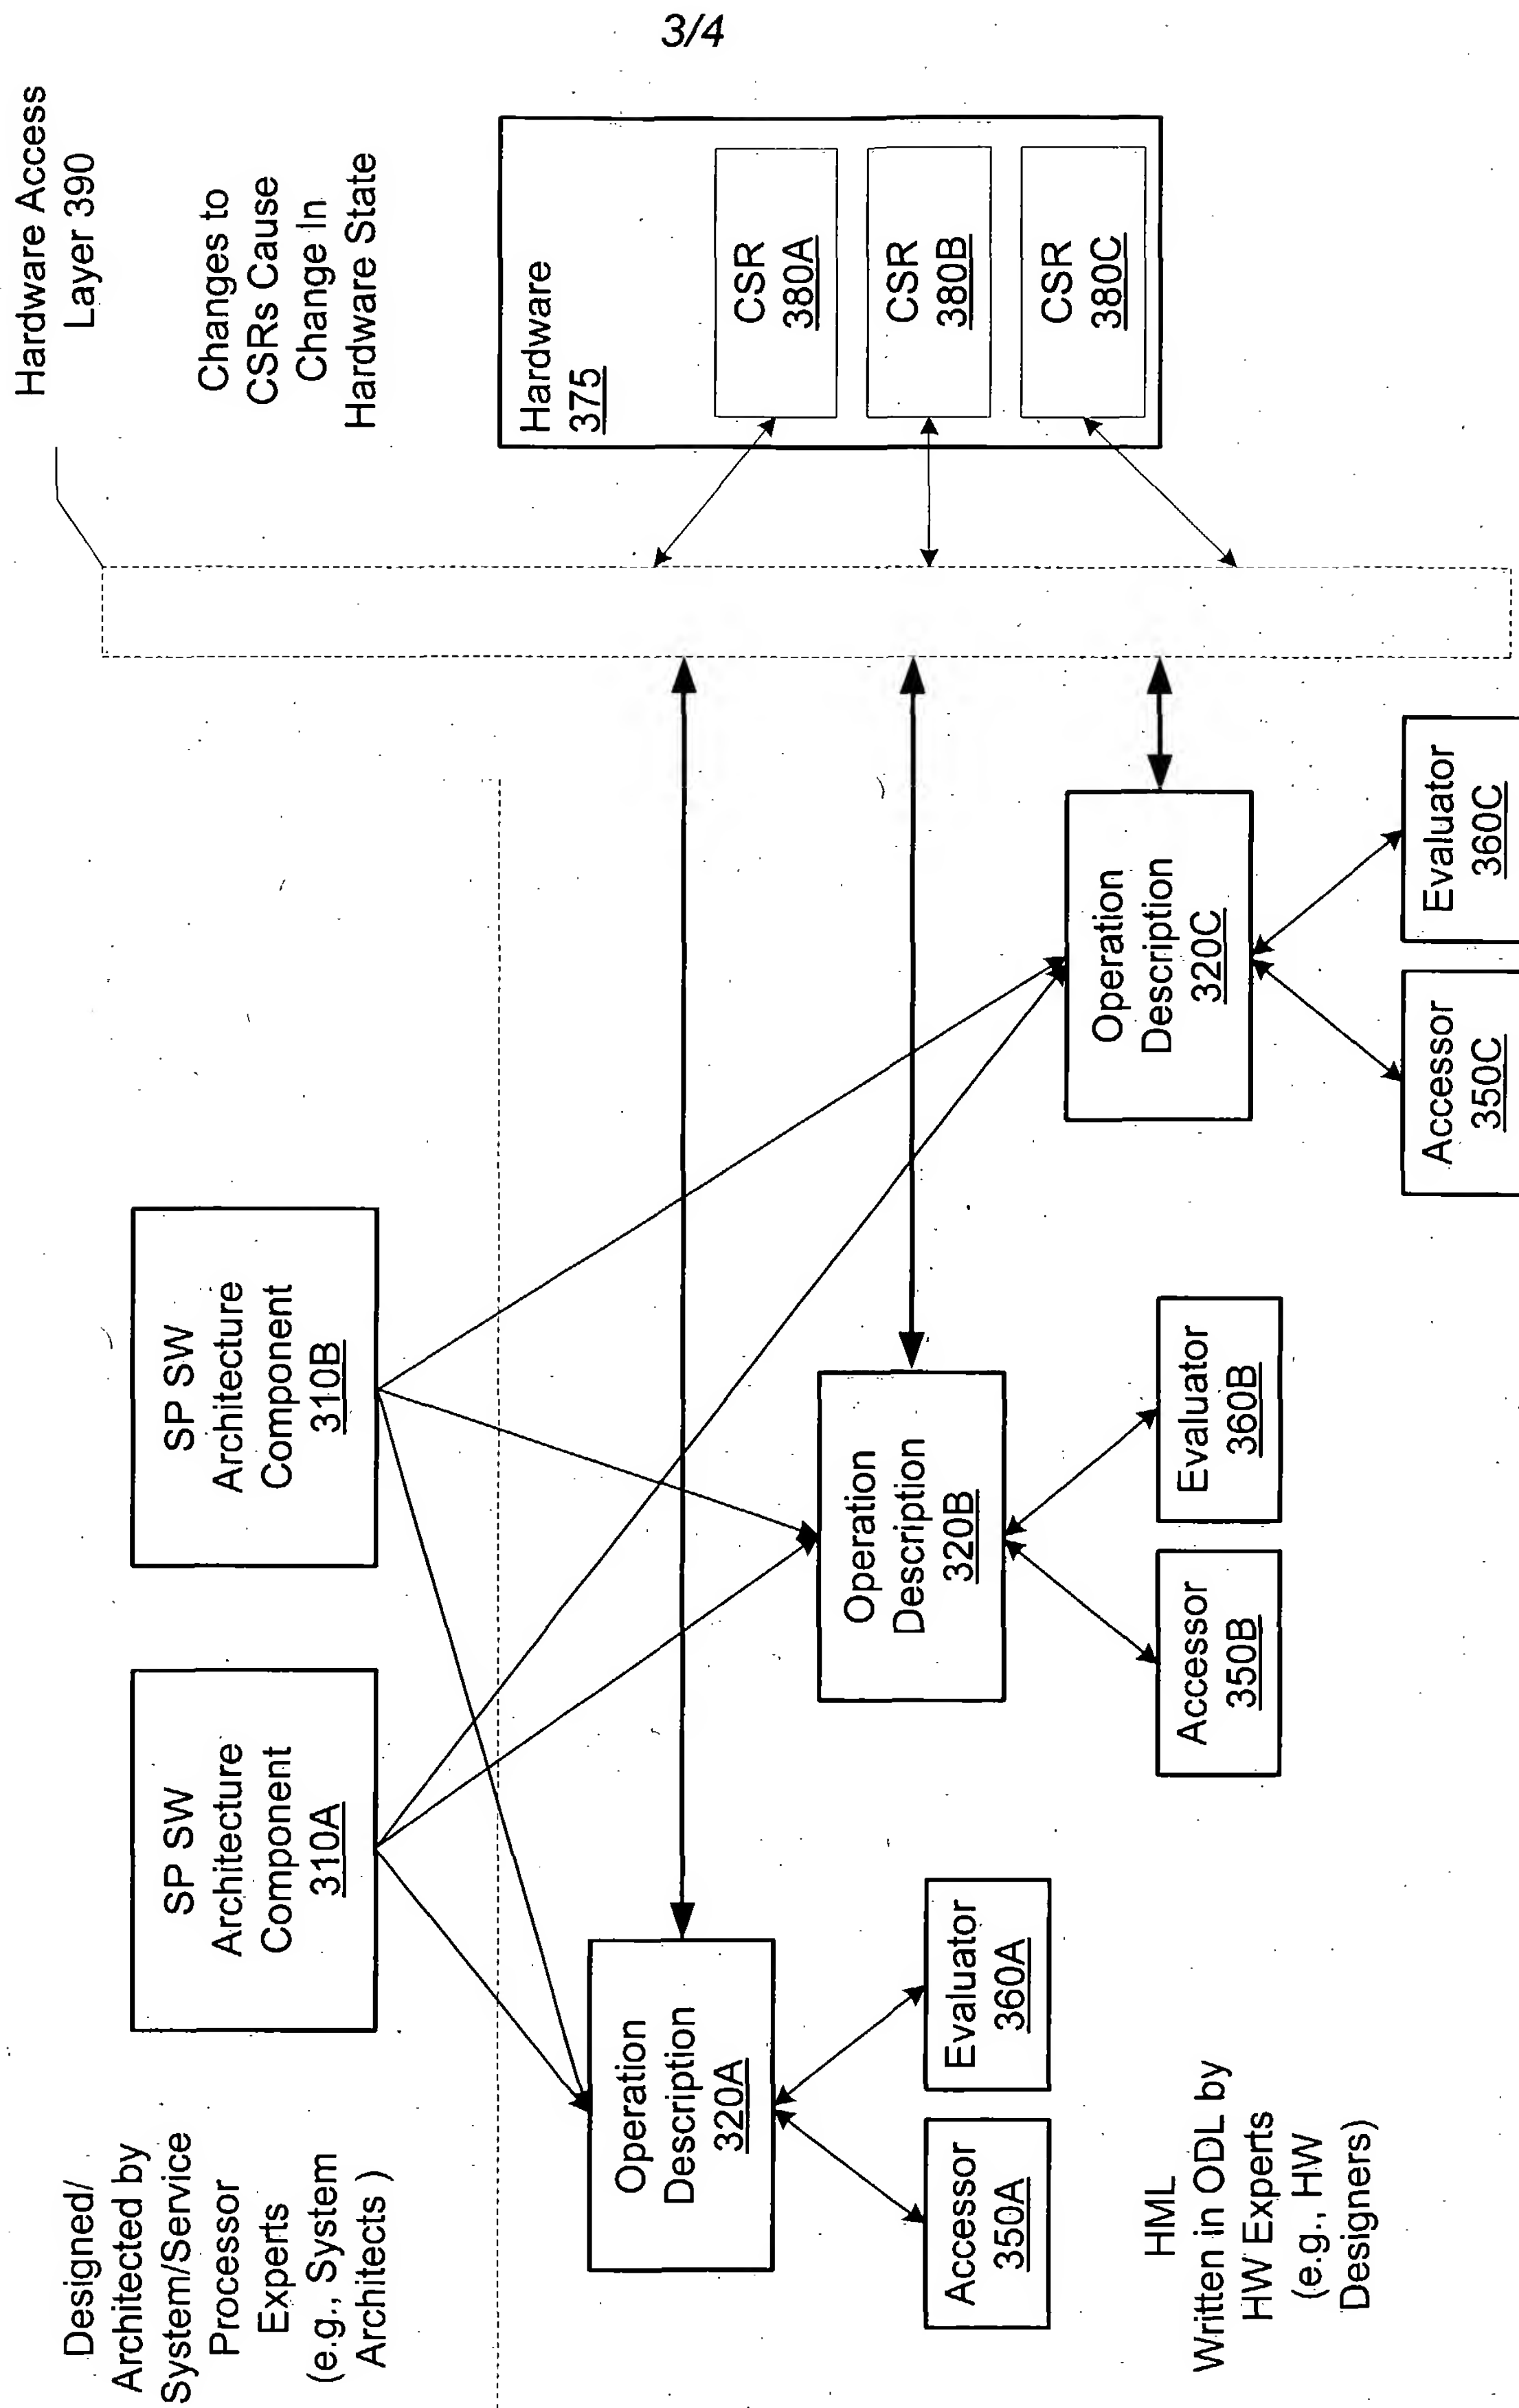 3/4
Hardware Access
Layer 390
Changes to
CSRs Cause
Change In
Hardware State
Hardware
375
CSR
380A
CSR
380B
CSR
380C
Designed/
Architected by
System/Service
Processor
Experts
(e.g., System
Architects )
SP SW
Architecture
Component
310A
SP SW
Architecture
Component
310B
Operation
Description
320A
Accessor
350A
Evaluator
360A
Operation
Description
320B
Accessor
350B
Evaluator
360B
Operation
Description
320C
Accessor
350C
Evaluator
360C
HML
Written in ODL by
HW Experts
(e.g., HW
Designers)